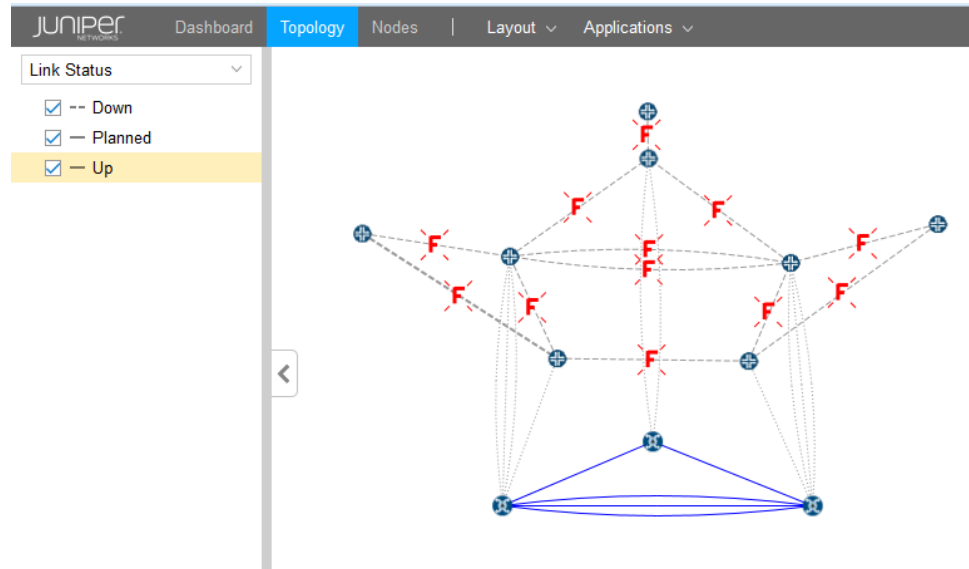 JUNIPER NETWORKS Dashboard Topology Nodes | Layout Applications
Link Status
Down
Planned
Up
F
F
F
F
F
F
F
F
F
F
F
F